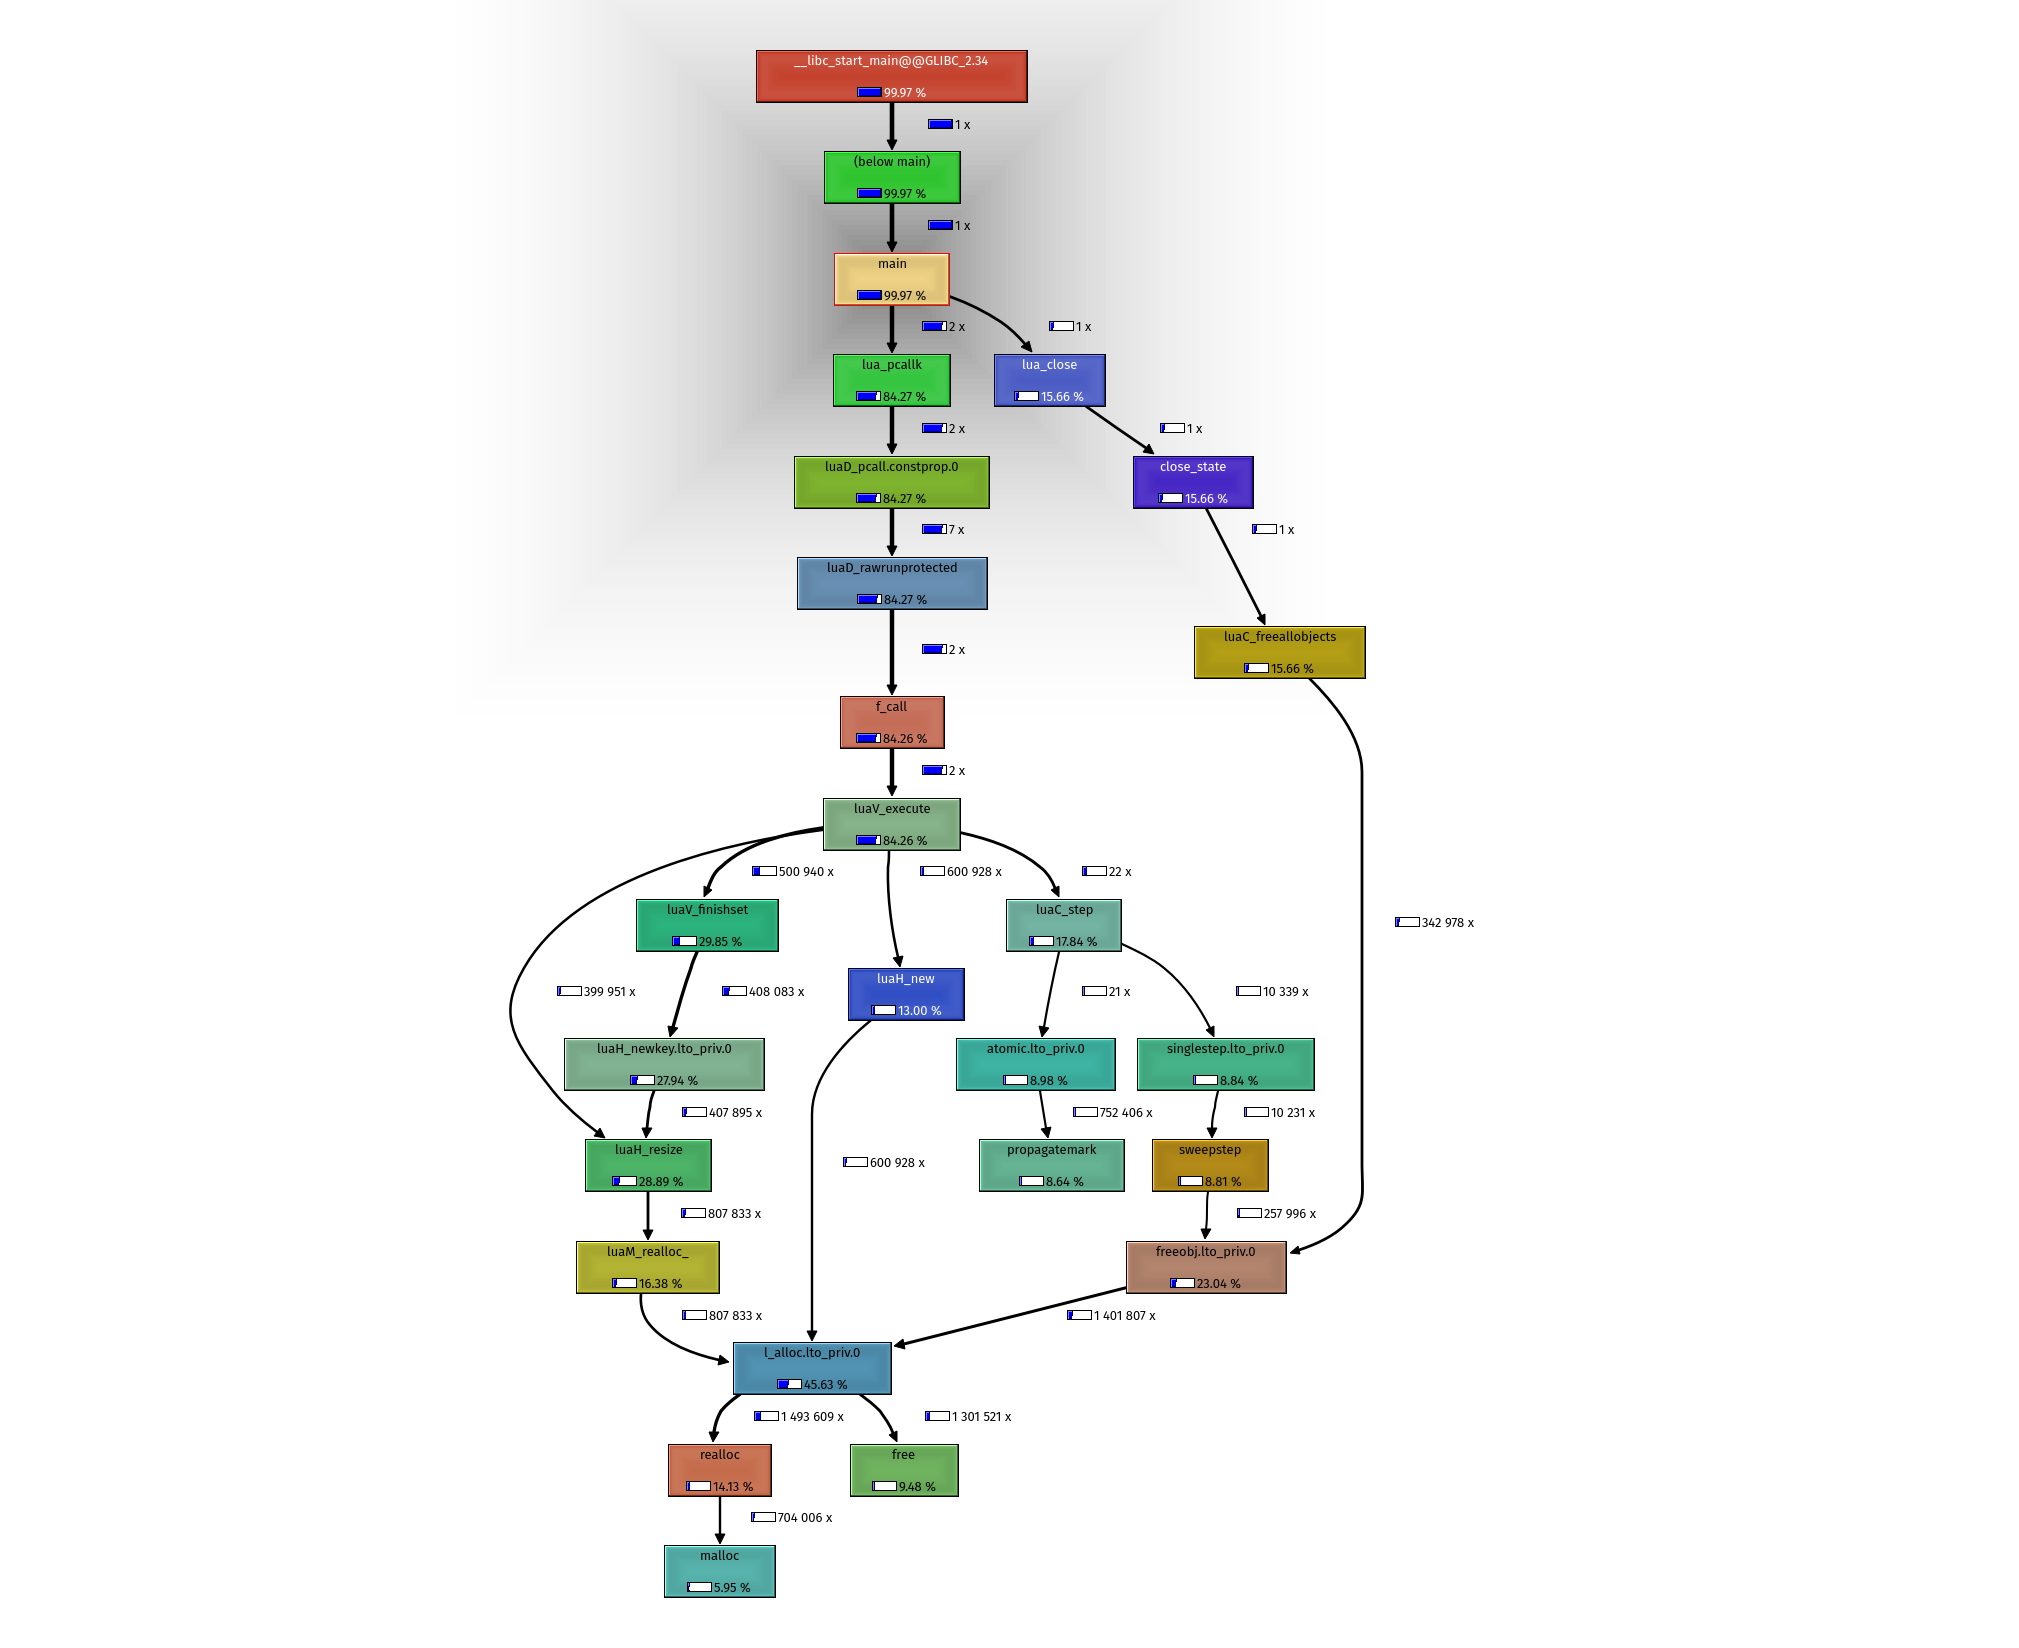 __libc_start_main@@GLIBC_2.34
99.97 %
1 x
(below main)
99.97 %
1 x
main
99.97 %
2 x
1 x
lua_pcallk
84.27 %
lua_close
15.66 %
2 x
1 x
luaD_pcall.constprop.0
84.27 %
close_state
15.66 %
7 x
1 x
luaD_rawrunprotected
84.27 %
2 x
luaC_freeallobjects
15.66 %
f_call
84.26 %
2 x
luaV_execute
84.26 %
500 940 x
600 928 x
22 x
luaV_finishset
29.85 %
luaC_step
17.84 %
342 978 x
luaH_new
13.00 %
399 951 x
408 083 x
21 x
10 339 x
luaH_newkey.lto_priv.0
27.94 %
atomic.lto_priv.0
8.98 %
singlestep.lto_priv.0
8.84 %
407 895 x
752 406 x
10 231 x
luaH_resize
28.89 %
600 928 x
propagatemark
8.64 %
sweepstep
8.81 %
807 833 x
257 996 x
luaM_realloc_
16.38 %
freeobj.lto_priv.0
23.04 %
807 833 x
1 401 807 x
l_alloc.lto_priv.0
45.63 %
1 493 609 x
1 301 521 x
realloc
14.13 %
free
9.48 %
704 006 x
malloc
5.95 %